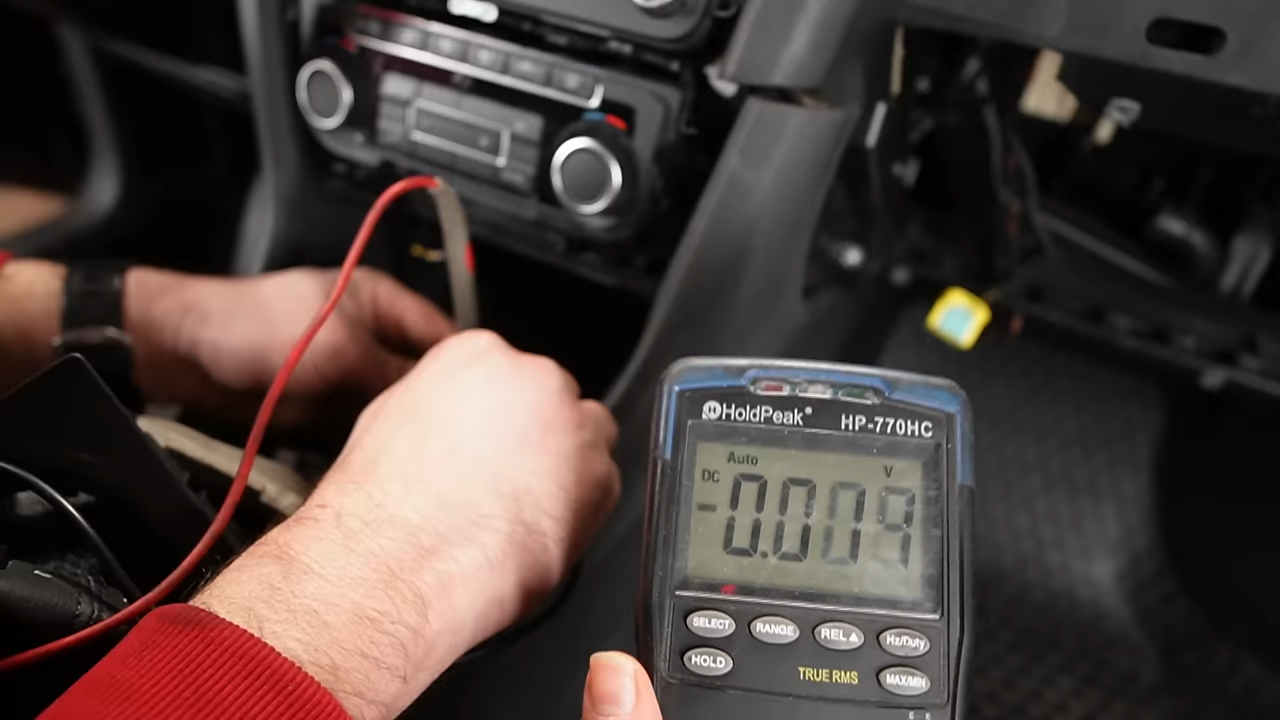 HoldPeak®
HP-770HC
Auto
V
DC
-0.009
SELECT
RANGE
REL▲
Hz/Duty
HOLD
TRUE RMS
MAX/MIN